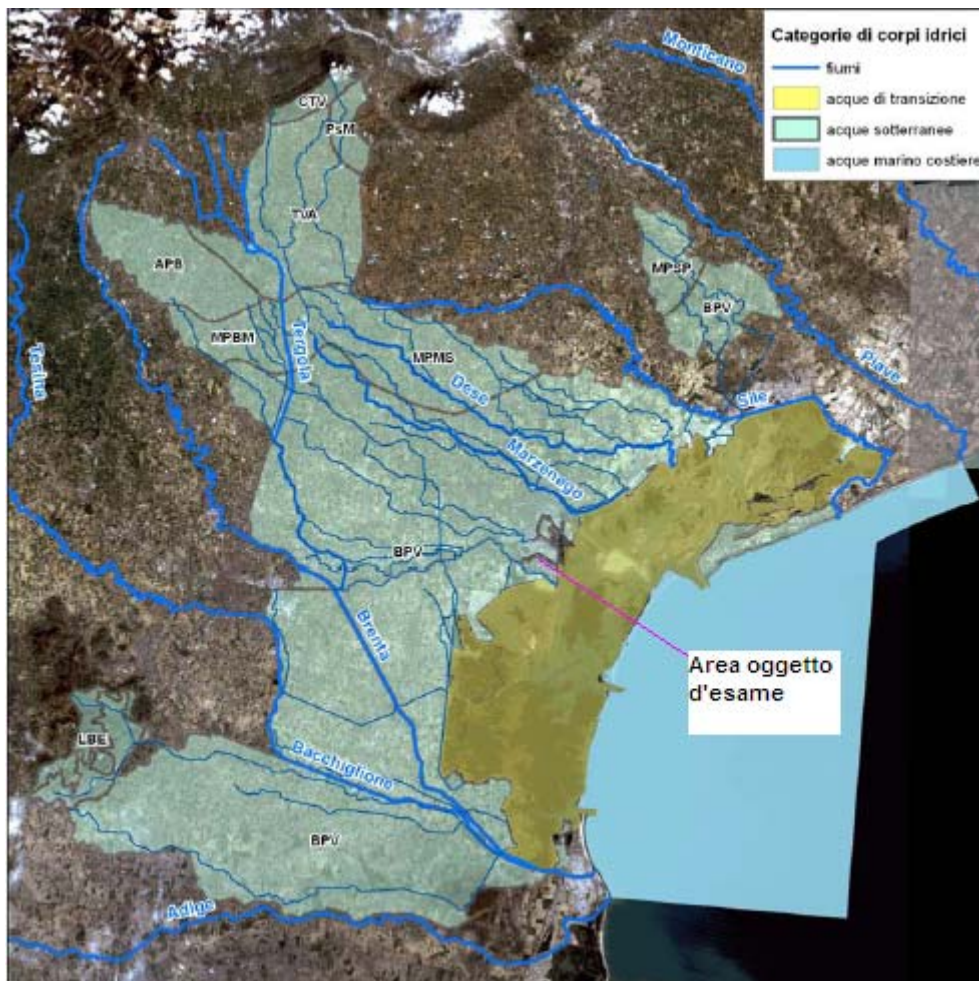 Categorie di corpi idrici
fiumi
acque di transizione
acque sotterranee
acque marino costiere
Monticano
CTV
PsM
TVA
APB
MPSP
BPV
MPBM
Tesina
Tergola
MPMS
Dese
Piave
Sile
Marzenego
BPV
Brenta
Area oggetto
d'esame
LBE
Bacchiglione
BPV
Adige